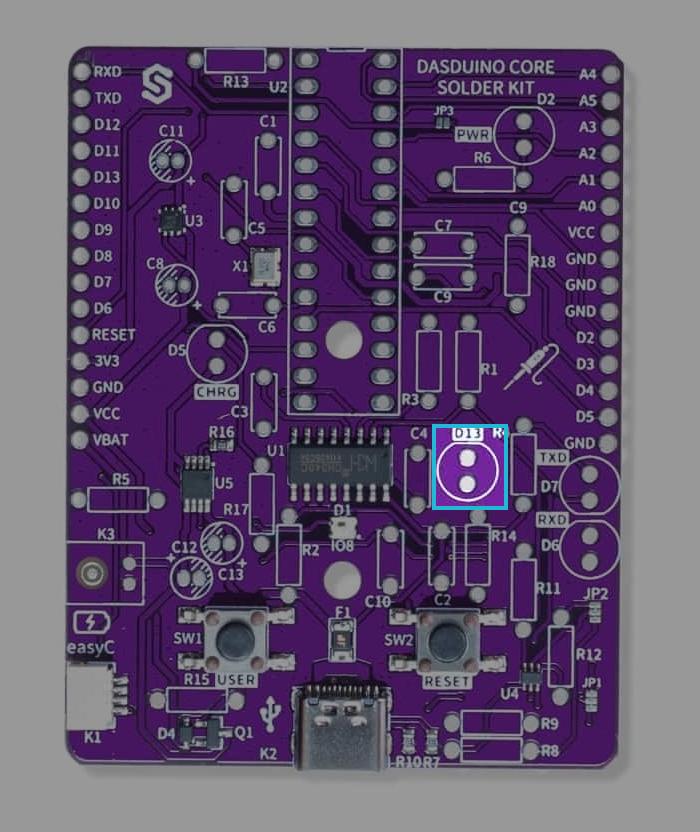 RXD
TXD
D12
D11
D13
D10
D9
D8
D7
D6
RESET
3V3
GND
VCC
VBAT
R13
U2
DASDUINO CORE
SOLDER KIT
A4
A5
A3
A2
A1
A0
VCC
GND
GND
GND
D2
D3
D4
D5
GND
JP3
D2
PWR
R6
C11
C1
U3
C5
C7
C9
R18
C9
C8
X1
C6
D5
CHRG
R3
R1
C3
R16
U1
CH340C
C4
D13
TXD
D7
R5
U5
R17
D1
IO8
RXD
D6
K3
C12
C13
R2
C10
C2
R14
R11
JP2
easyC
SW1
F1
SW2
R12
USER
RESET
R15
U4
JP1
K1
D4
Q1
K2
R10
R7
R9
R8